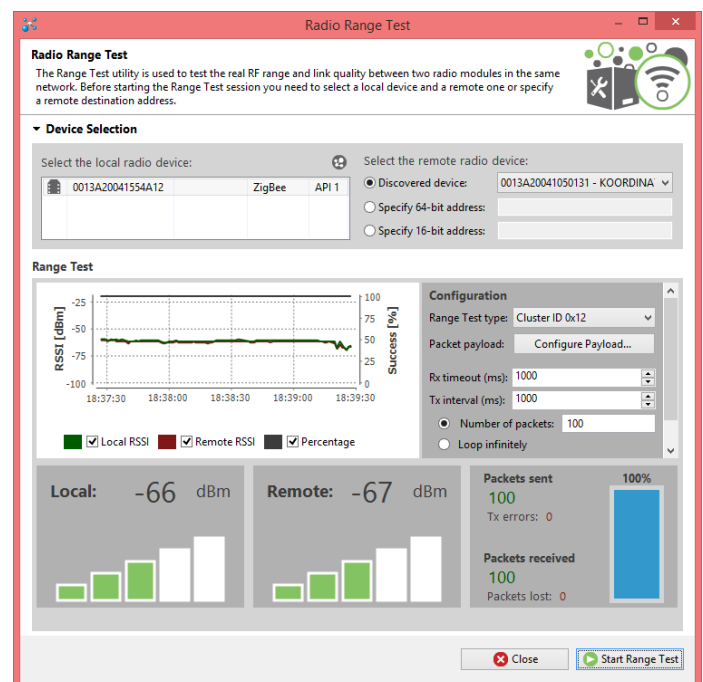 Radio Range Test
Radio Range Test
The Range Test utility is used to test the real RF range and link quality between two radio modules in the same
network. Before starting the Range Test session you need to select a local device and a remote one or specify
a remote destination address.
Device Selection
Select the local radio device:
0013A20041554A12 ZigBee API 1
Select the remote radio device:
Discovered device: 0013A20041050131 - KOORDINA
Specify 64-bit address:
Specify 16-bit address:
Range Test
RSSI [dBm]
-25
-50
-75
-100
100
75
50
25
0
Success [%]
18:37:30 18:38:00 18:38:30 18:39:00 18:39:30
Local RSSI Remote RSSI Percentage
Configuration
Range Test type: Cluster ID 0x12
Packet payload: Configure Payload...
Rx timeout (ms): 1000
Tx interval (ms): 1000
Number of packets: 100
Loop infinitely
Local: -66 dBm
Remote: -67 dBm
Packets sent
100
Tx errors: 0
Packets received
100
Packets lost: 0
100%
Close
Start Range Test